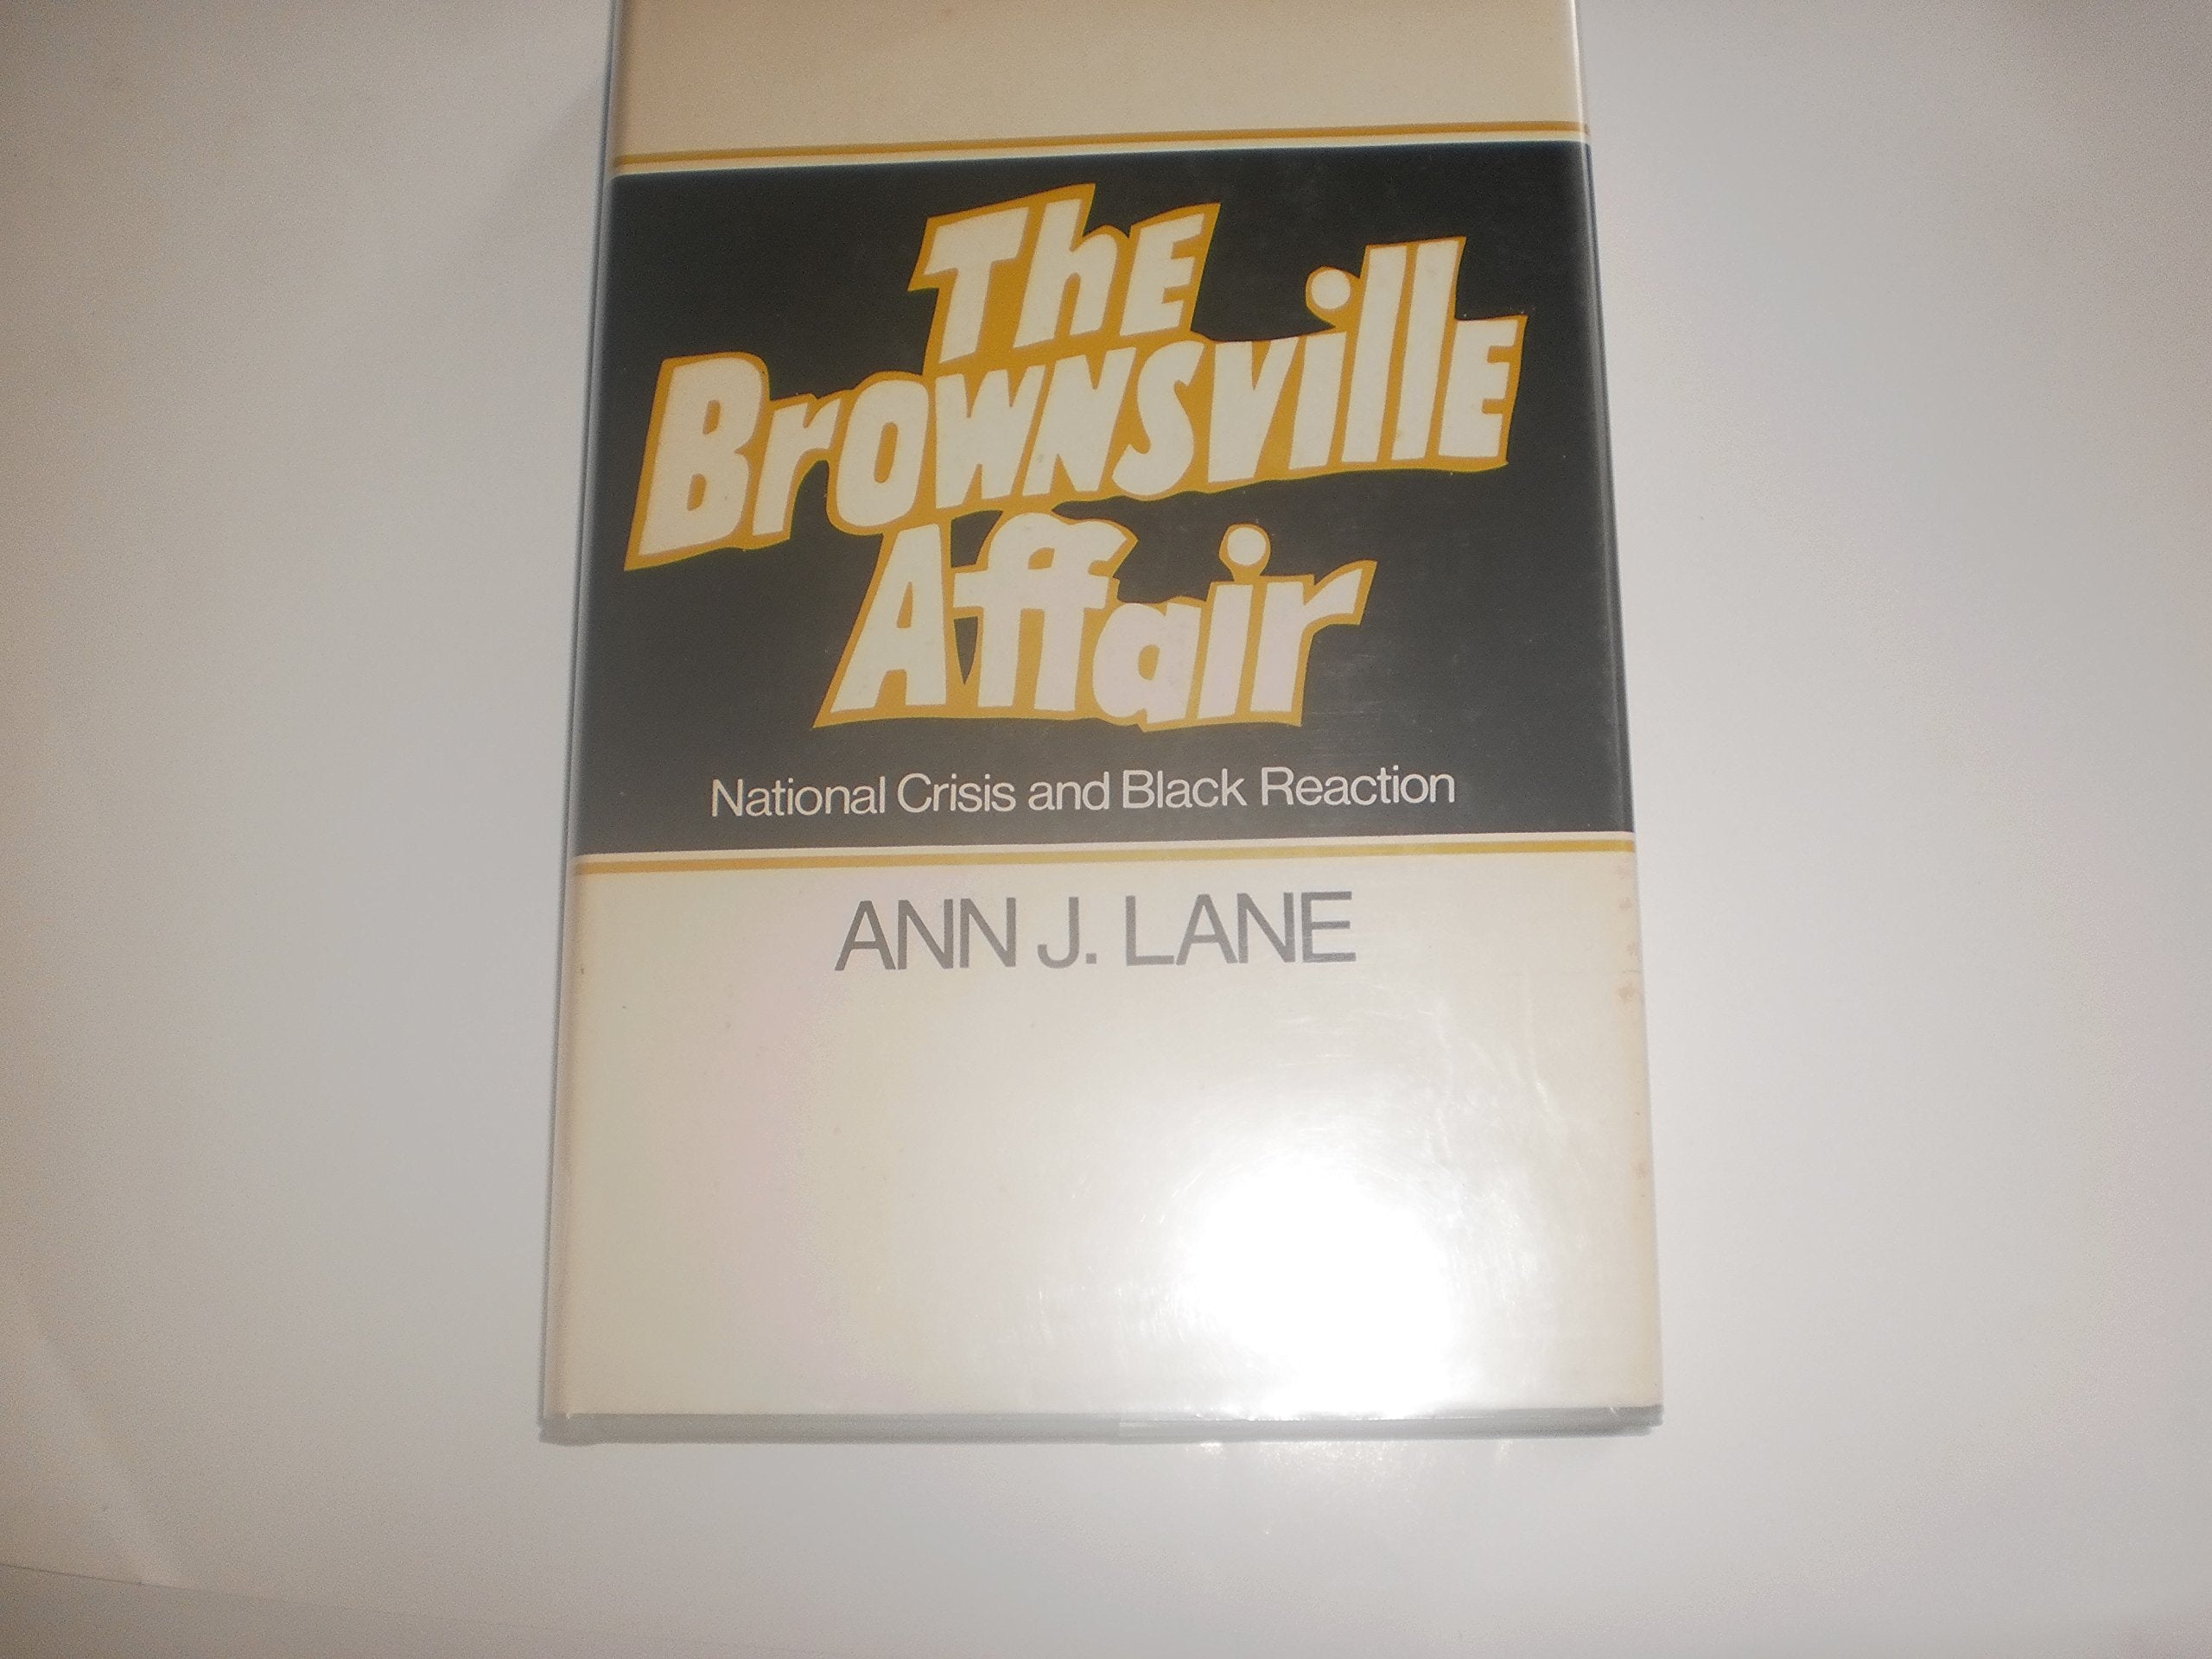 The
Brownsville
Affair
National Crisis and Black Reaction
ANN J. LANE